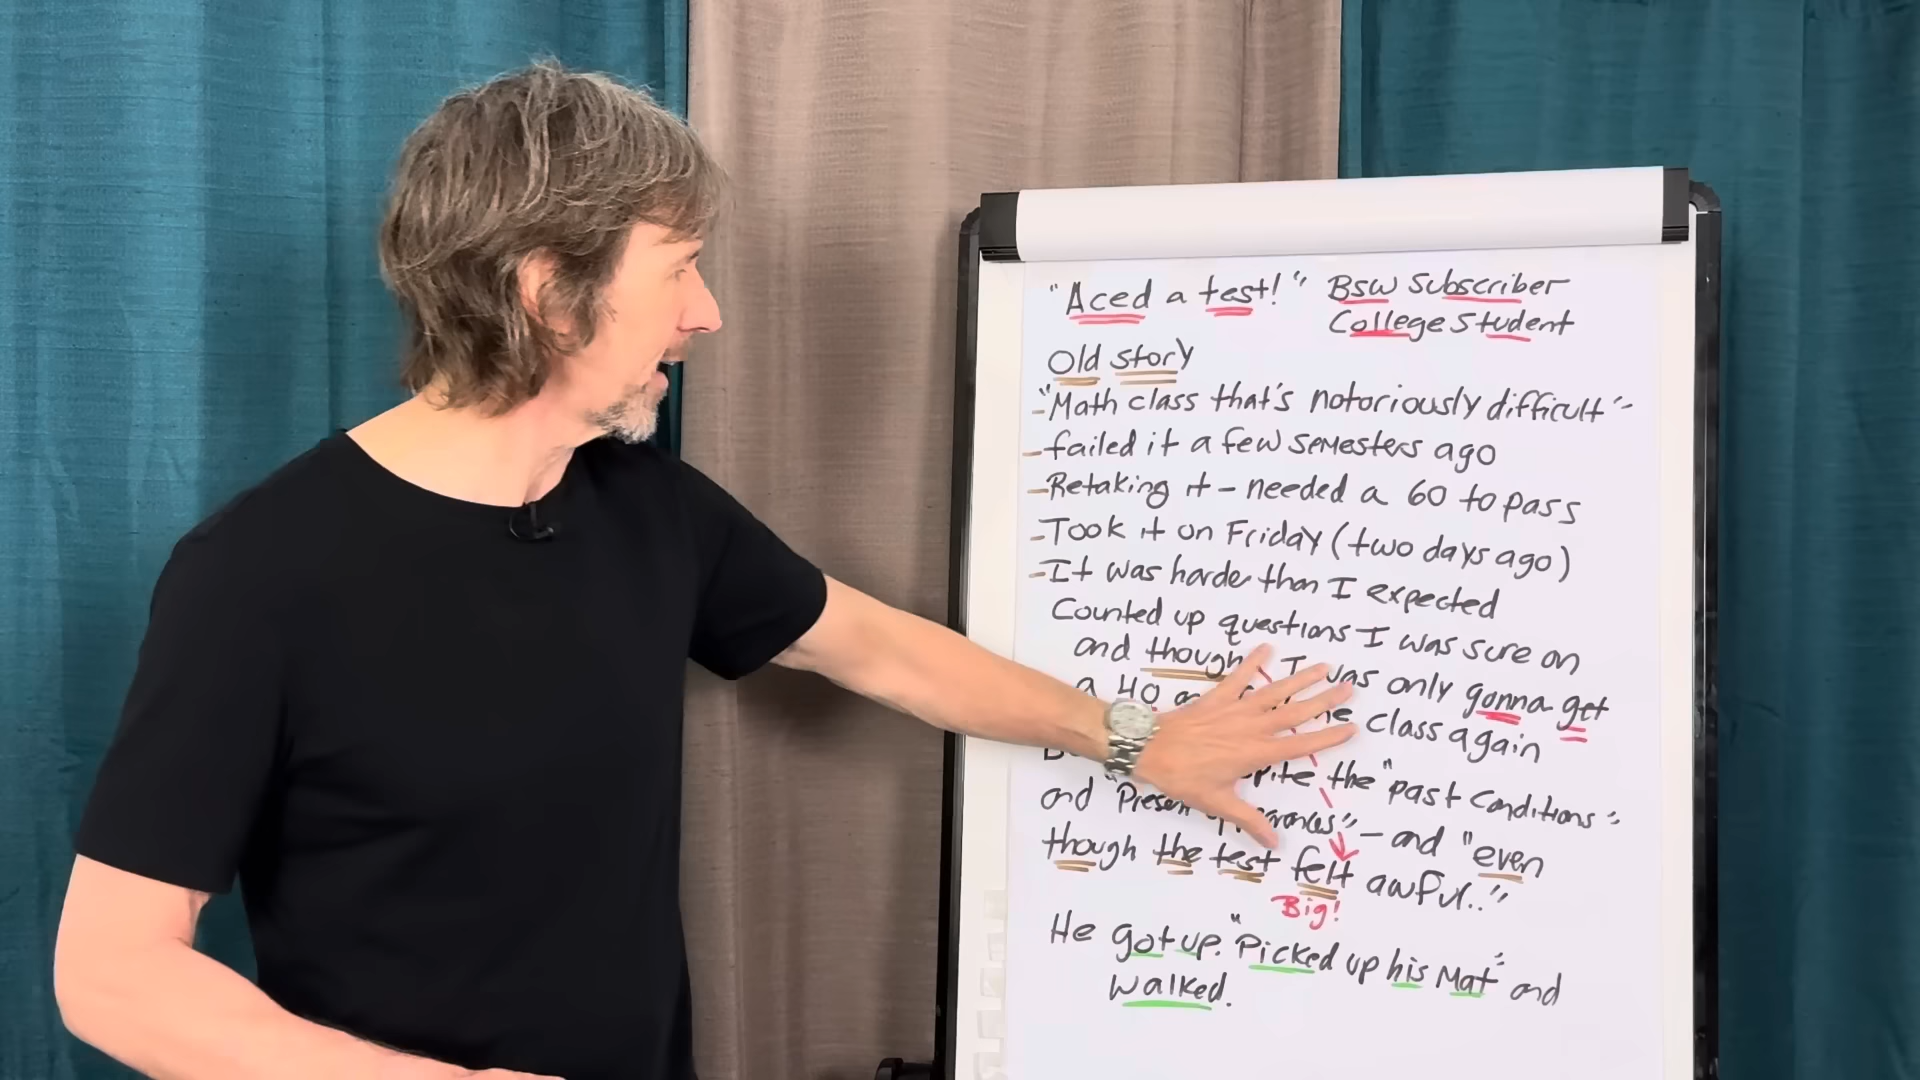 "Aced a test!" BSW Subscriber
College Student
Old story
-"Math class that's notoriously difficult"
-failed it a few semesters ago
-Retaking it - needed a 60 to pass
-Took it on Friday (two days ago)
-It was harder than I expected
Counted up questions I was sure on
and I was only gonna get
a 40 class again
the "past conditions"
and - and "even
though the test felt awful.."
Big!
He got up. "Picked up his Mat" and
walked.